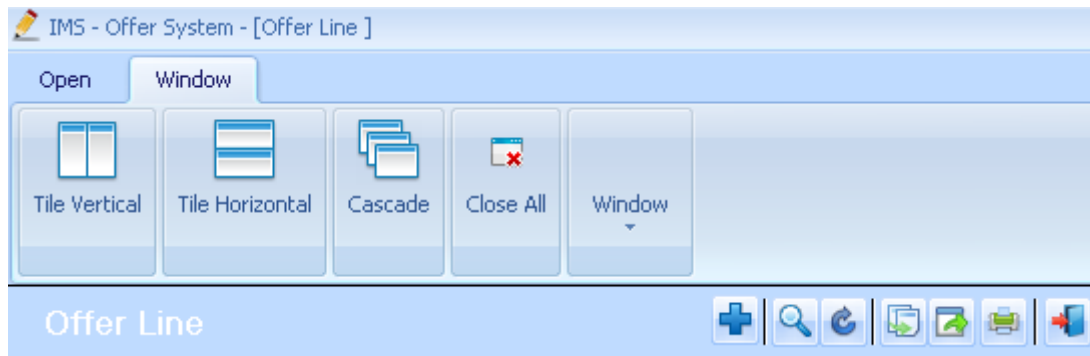 IMS - Offer System - [Offer Line ]
Open Window
Tile Vertical Tile Horizontal Cascade Close All Window
Offer Line